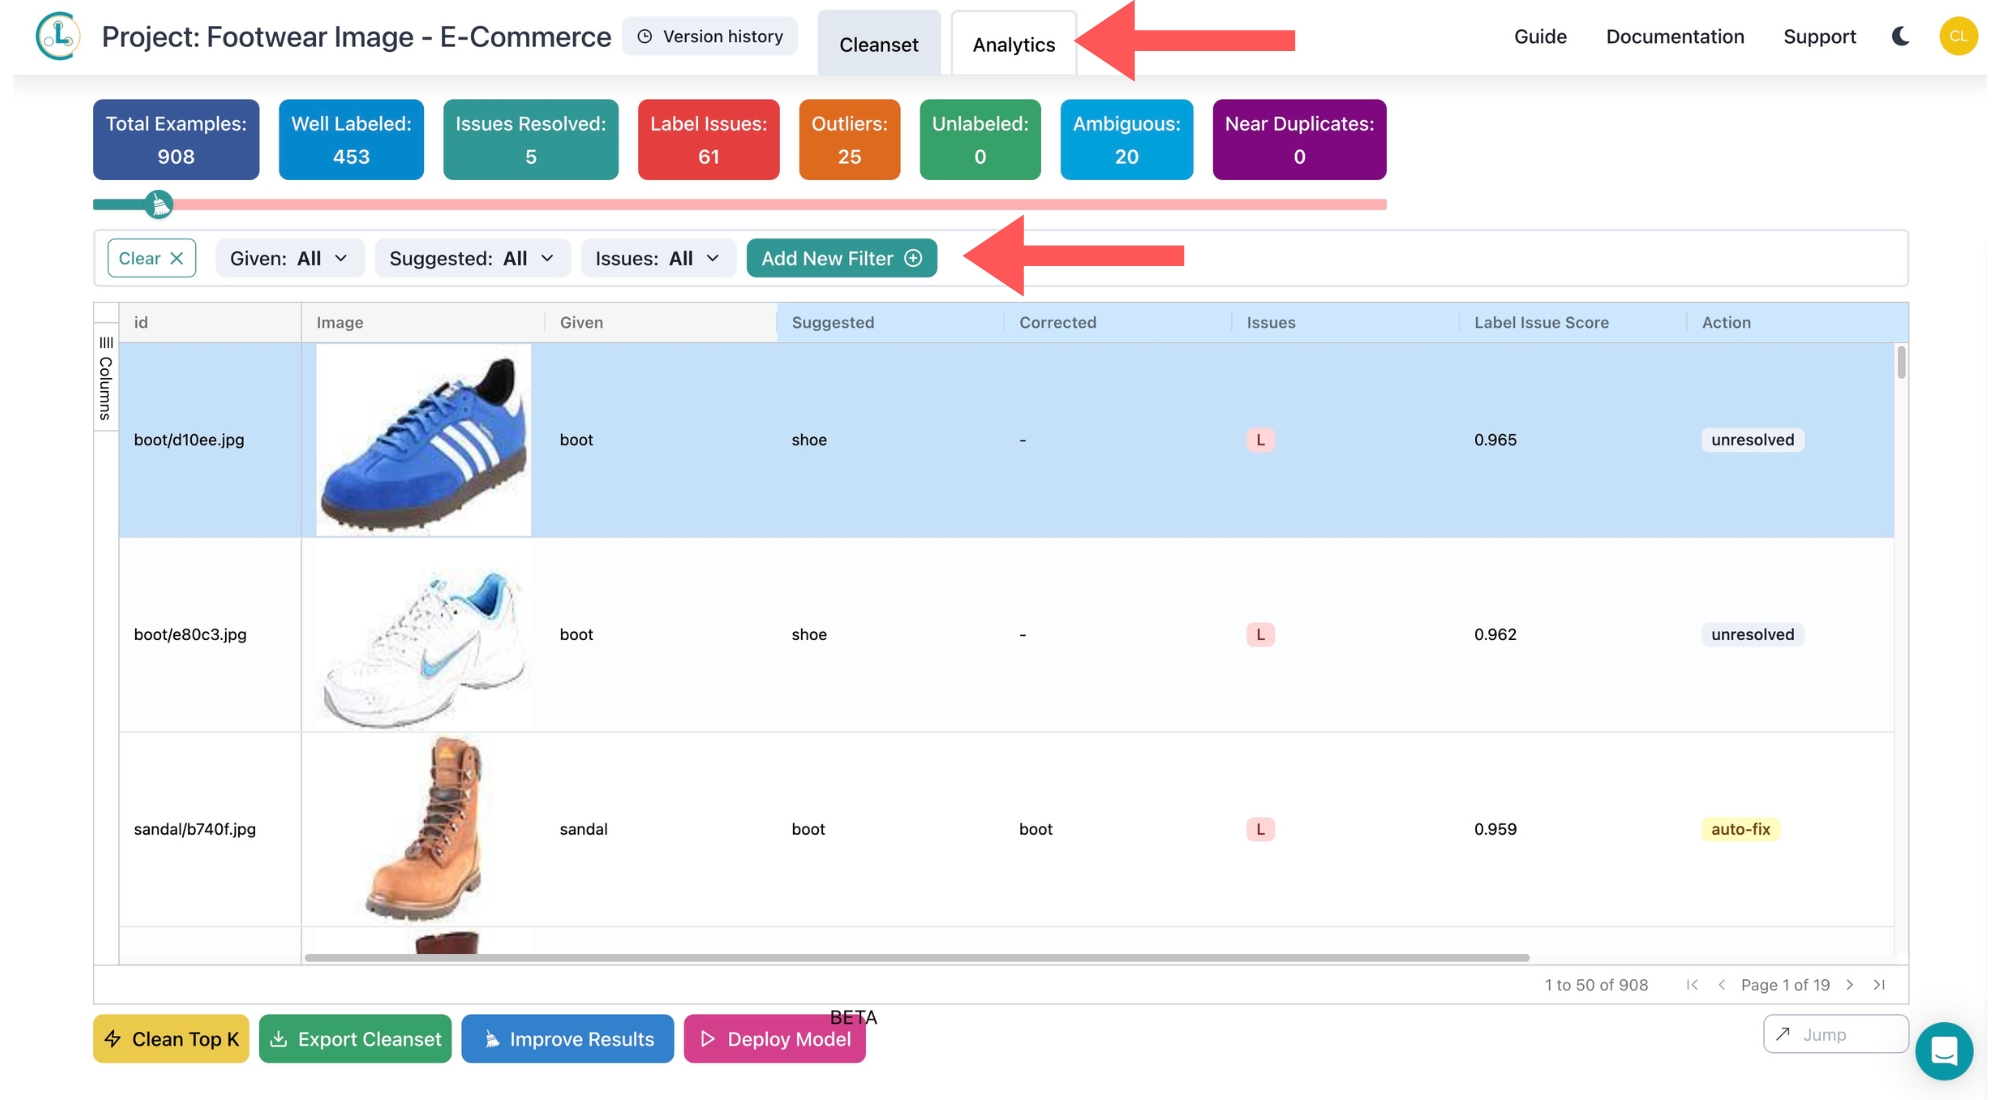 Project: Footwear Image - E-Commerce Version history Cleanset Analytics Guide Documentation Support CL
Total Examples: Well Labeled: Issues Resolved: Label Issues: Outliers: Unlabeled: Ambiguous: Near Duplicates:
908 453 5 61 25 0 20 0
Clear Given: All Suggested: All Issues: All Add New Filter
id Image Given Suggested Corrected Issues Label Issue Score Action
Columns
boot/d10ee.jpg boot shoe - L 0.965 unresolved
boot/e80c3.jpg boot shoe - L 0.962 unresolved
sandal/b740f.jpg sandal boot boot L 0.959 auto-fix
1 to 50 of 908 Page 1 of 19
BETA
Clean Top K Export Cleanset Improve Results Deploy Model Jump